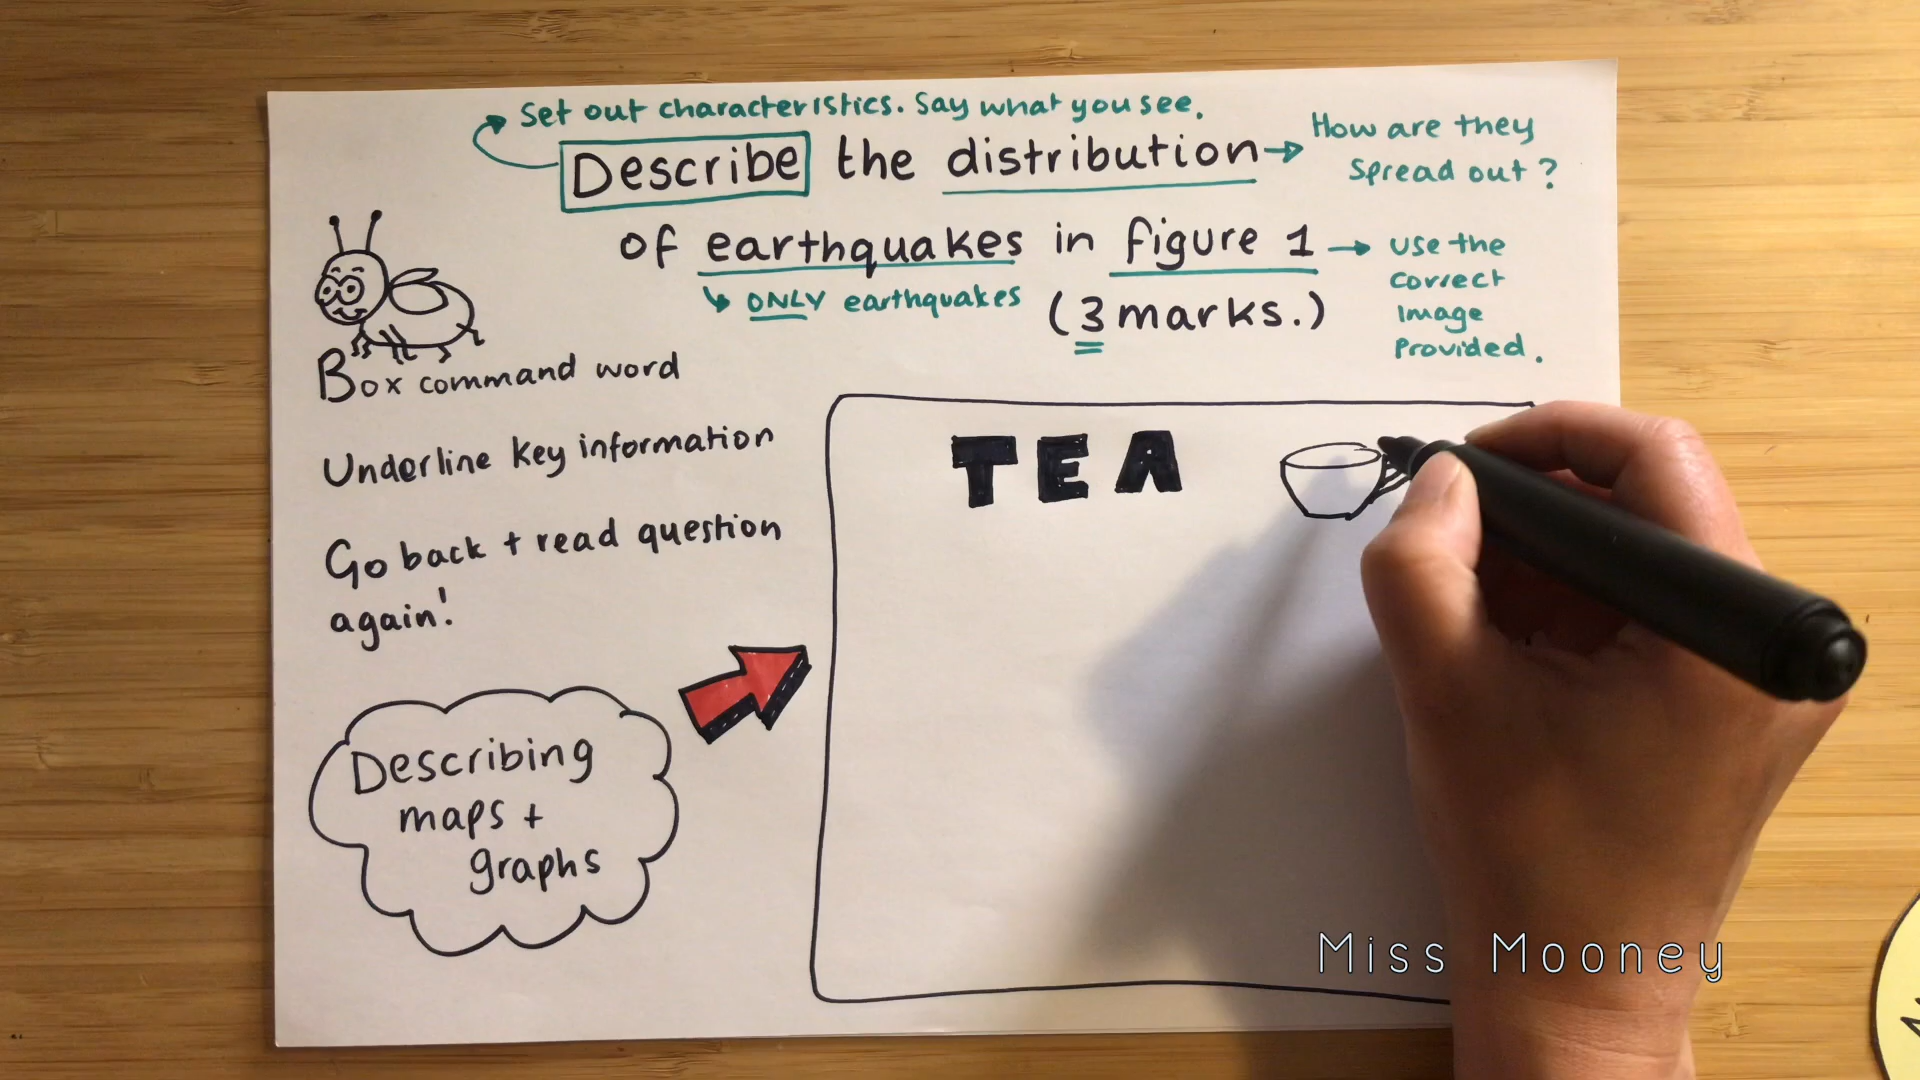 Set out characteristics. Say what you see.
Describe the distribution
How are they
Spread out?
of earthquakes in figure 1
use the
correct
image
Provided.
ONLY earthquakes
(3 marks.)
Box command word
Underline key information
Go back + read question
again!
TEA
Describing
maps +
graphs
Miss Mooney